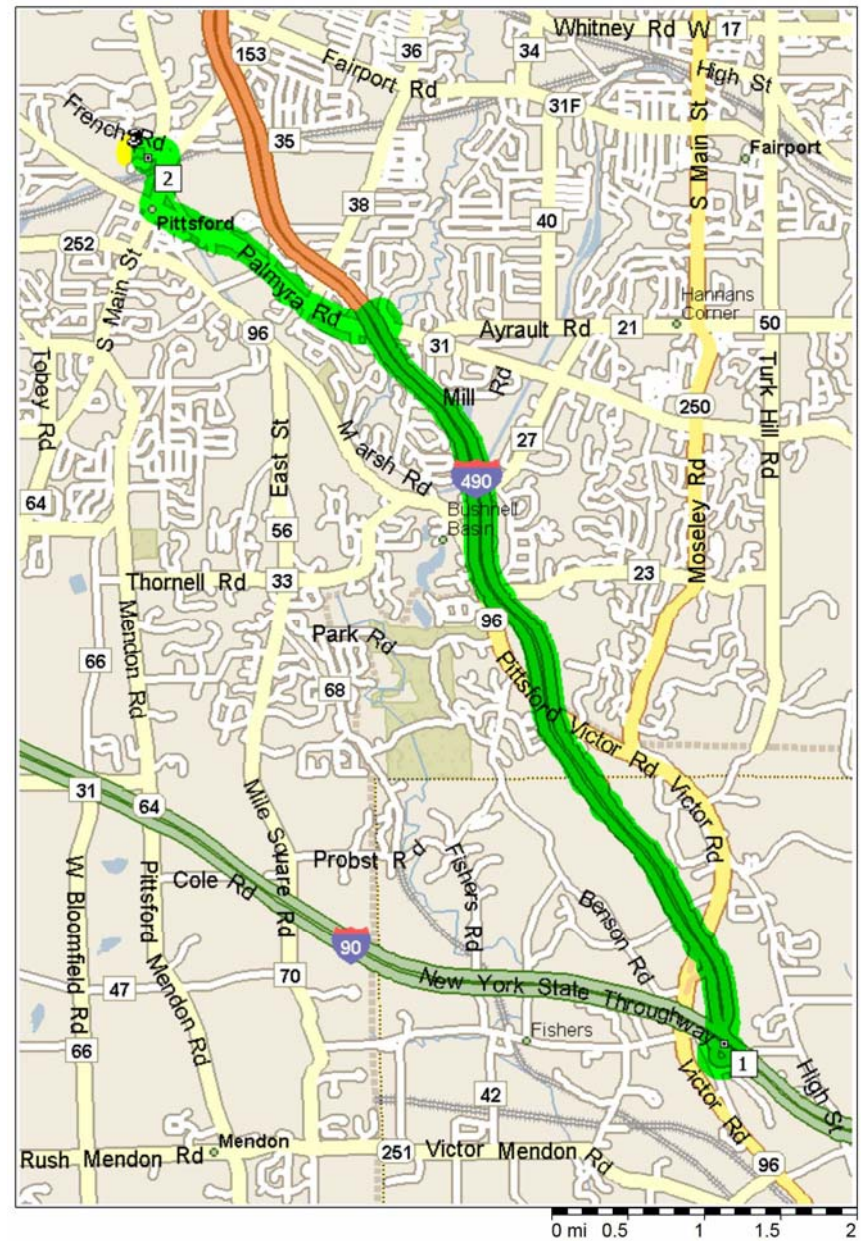 Whitney Rd W
17
153
36
34
Fairport Rd
High St
31F
French Rd
35
S Main St
Fairport
2
38
Pittsford
40
252
Palmyra Rd
S Main St
Hannans
Corner
96
Ayrault Rd
21
50
31
Tobey Rd
Mill Rd
Turk Hill Rd
250
East St
Marsh Rd
27
490
64
Bushnell
Basin
Moseley Rd
56
Thornell Rd
33
23
Mendon Rd
96
Park Rd
66
68
Pittsford Victor Rd
Victor Rd
31
64
Mile Square Rd
Probst Rd
Fishers Rd
Cole Rd
W Bloomfield Rd
Pittsford Mendon Rd
Benson Rd
90
47
70
New York State Throughway
Fishers
66
1
High St
42
Victor Rd
Mendon
Rush Mendon Rd
251
Victor Mendon Rd
96
0 mi 0.5 1 1.5 2